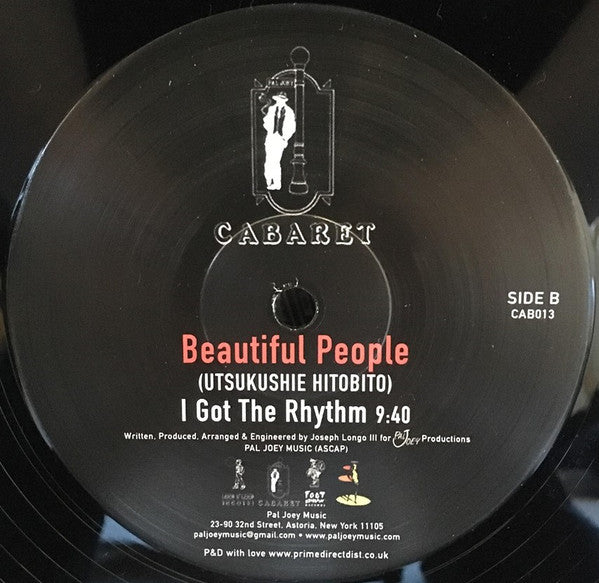 PAL JOEY
CABARET
SIDE B
CAB013
Beautiful People
(UTSUKUSHIE HITOBITO)
I Got The Rhythm 9:40
Written, Produced, Arranged & Engineered by Joseph Longo III for PAL JOEY Productions
PAL JOEY MUSIC (ASCAP)
CABARET
Pal Joey Music
23-90 32nd Street, Astoria, New York 11105
paljoeymusic@gmail.com • www.paljoeymusic.com
P&D with love www.primedirectdist.co.uk